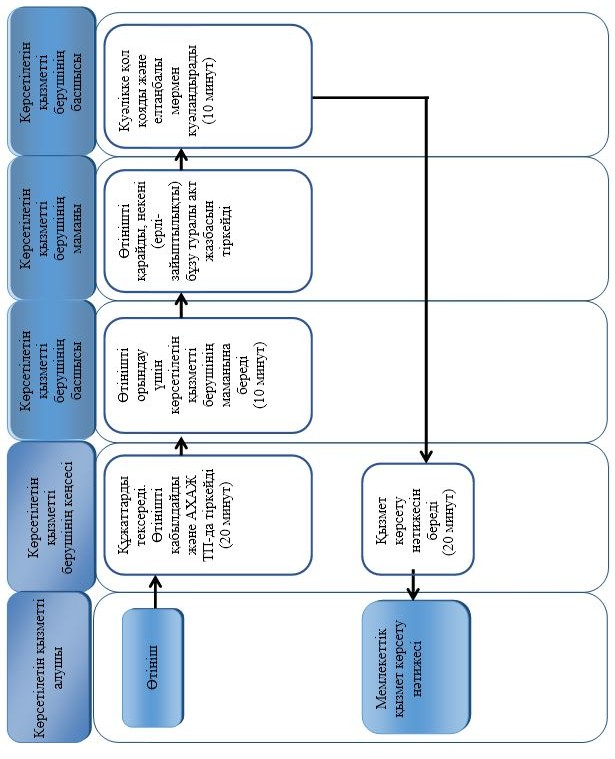 Көрсетілетін қызметті
алушы
Көрсетілетін
қызметті
берушінің кеңсесі
Көрсетілетін
қызметті
берушінің
басшысы
Көрсетілетін
қызметті
берушінің
маманы
Көрсетілетін
қызметті
берушінің
басшысы
Өтініш
Құжаттарды
тексереді.
Өтінішті
қабылдайды
және АХАЖ
ТП-да тіркейді
(20 минут)
Өтінішті
орындау
үшін
көрсетілетін
қызметті
берушінің
маманына
береді
(10 минут)
Өтінішті
қарайды, некені
(ерлі-
зайыптылықты)
бұзу туралы акт
жазбасын
тіркейді
Куәлікке қол
қояды және
елтаңбалы
мөрмен
куәландырады
(10 минут)
Қызмет
көрсету
нәтижесін
береді
(20 минут)
Мемлекеттік
қызмет көрсету
нәтижесі